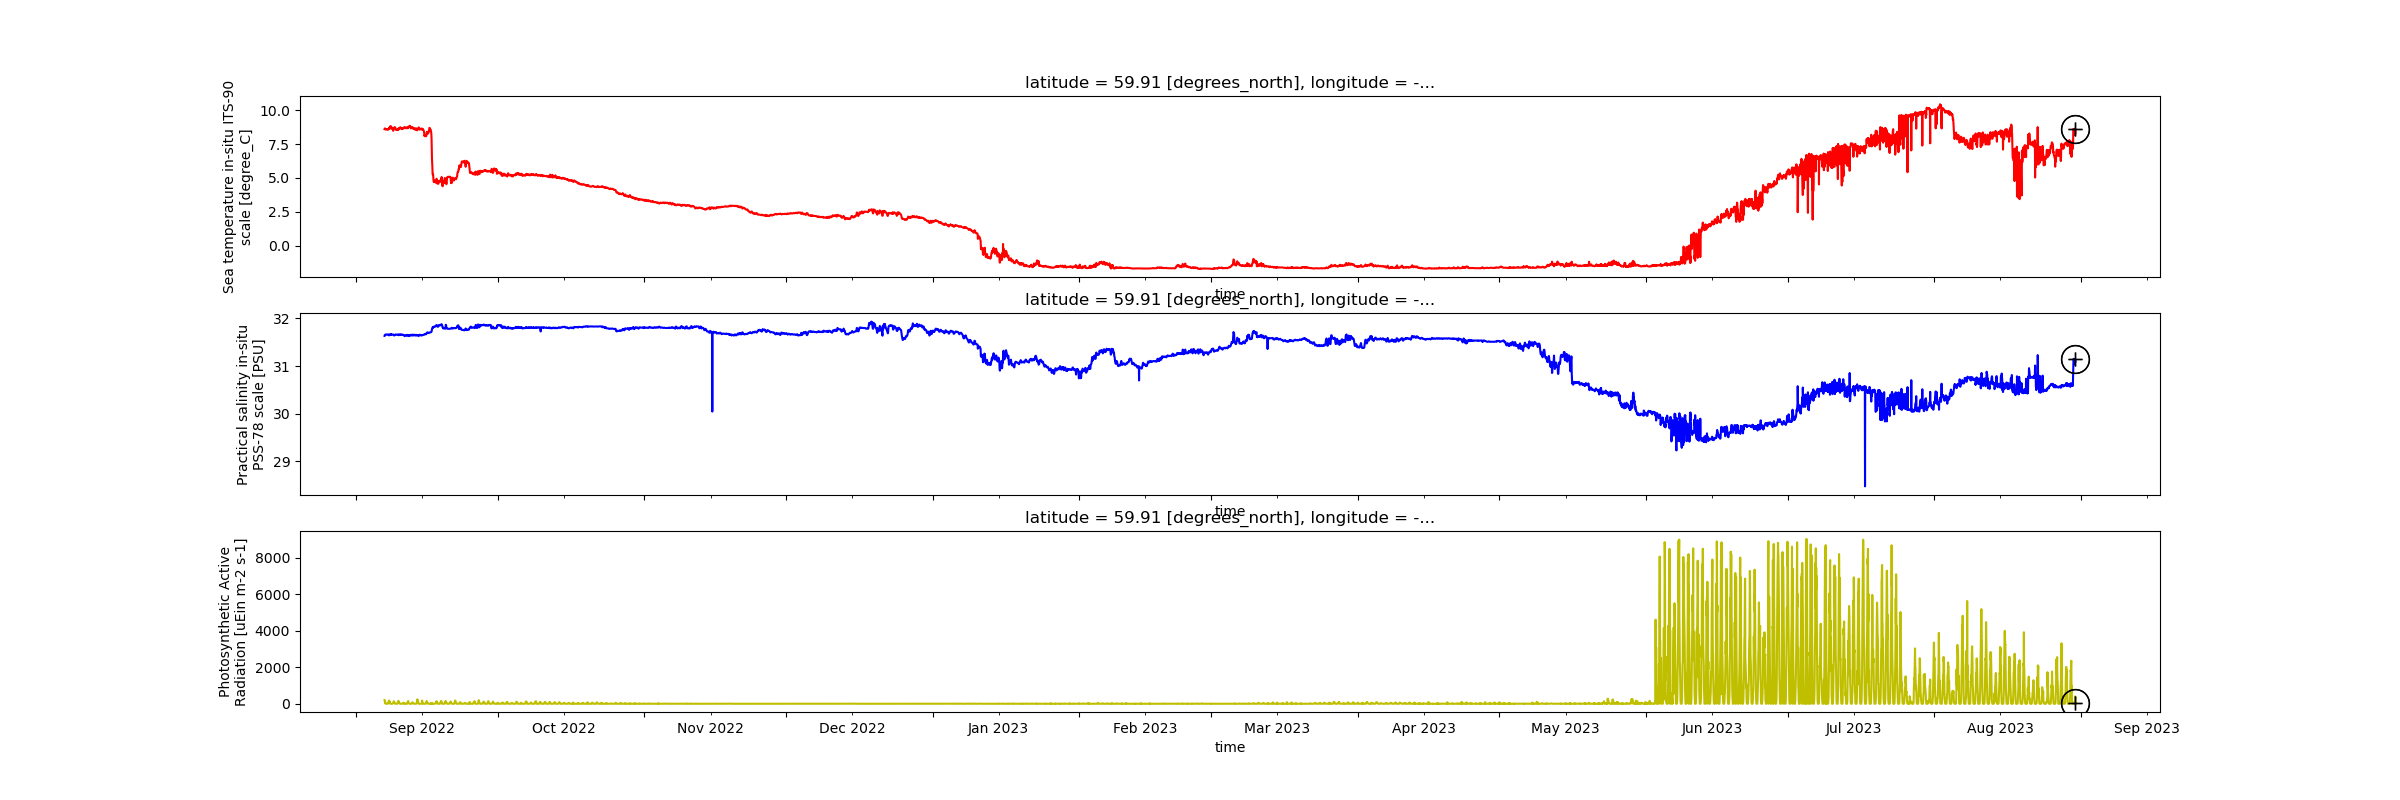 latitude = 59.91 [degrees_north], longitude = -...
Sea temperature in-situ ITS-90
scale [degree_C]
10.0
7.5
5.0
2.5
0.0
time
latitude = 59.91 [degrees_north], longitude = -...
Practical salinity in-situ
PSS-78 scale [PSU]
32
31
30
29
time
latitude = 59.91 [degrees_north], longitude = -...
Photosynthetic Active
Radiation [uEin m-2 s-1]
8000
6000
4000
2000
0
Sep 2022 Oct 2022 Nov 2022 Dec 2022 Jan 2023 Feb 2023 Mar 2023 Apr 2023 May 2023 Jun 2023 Jul 2023 Aug 2023 Sep 2023
time